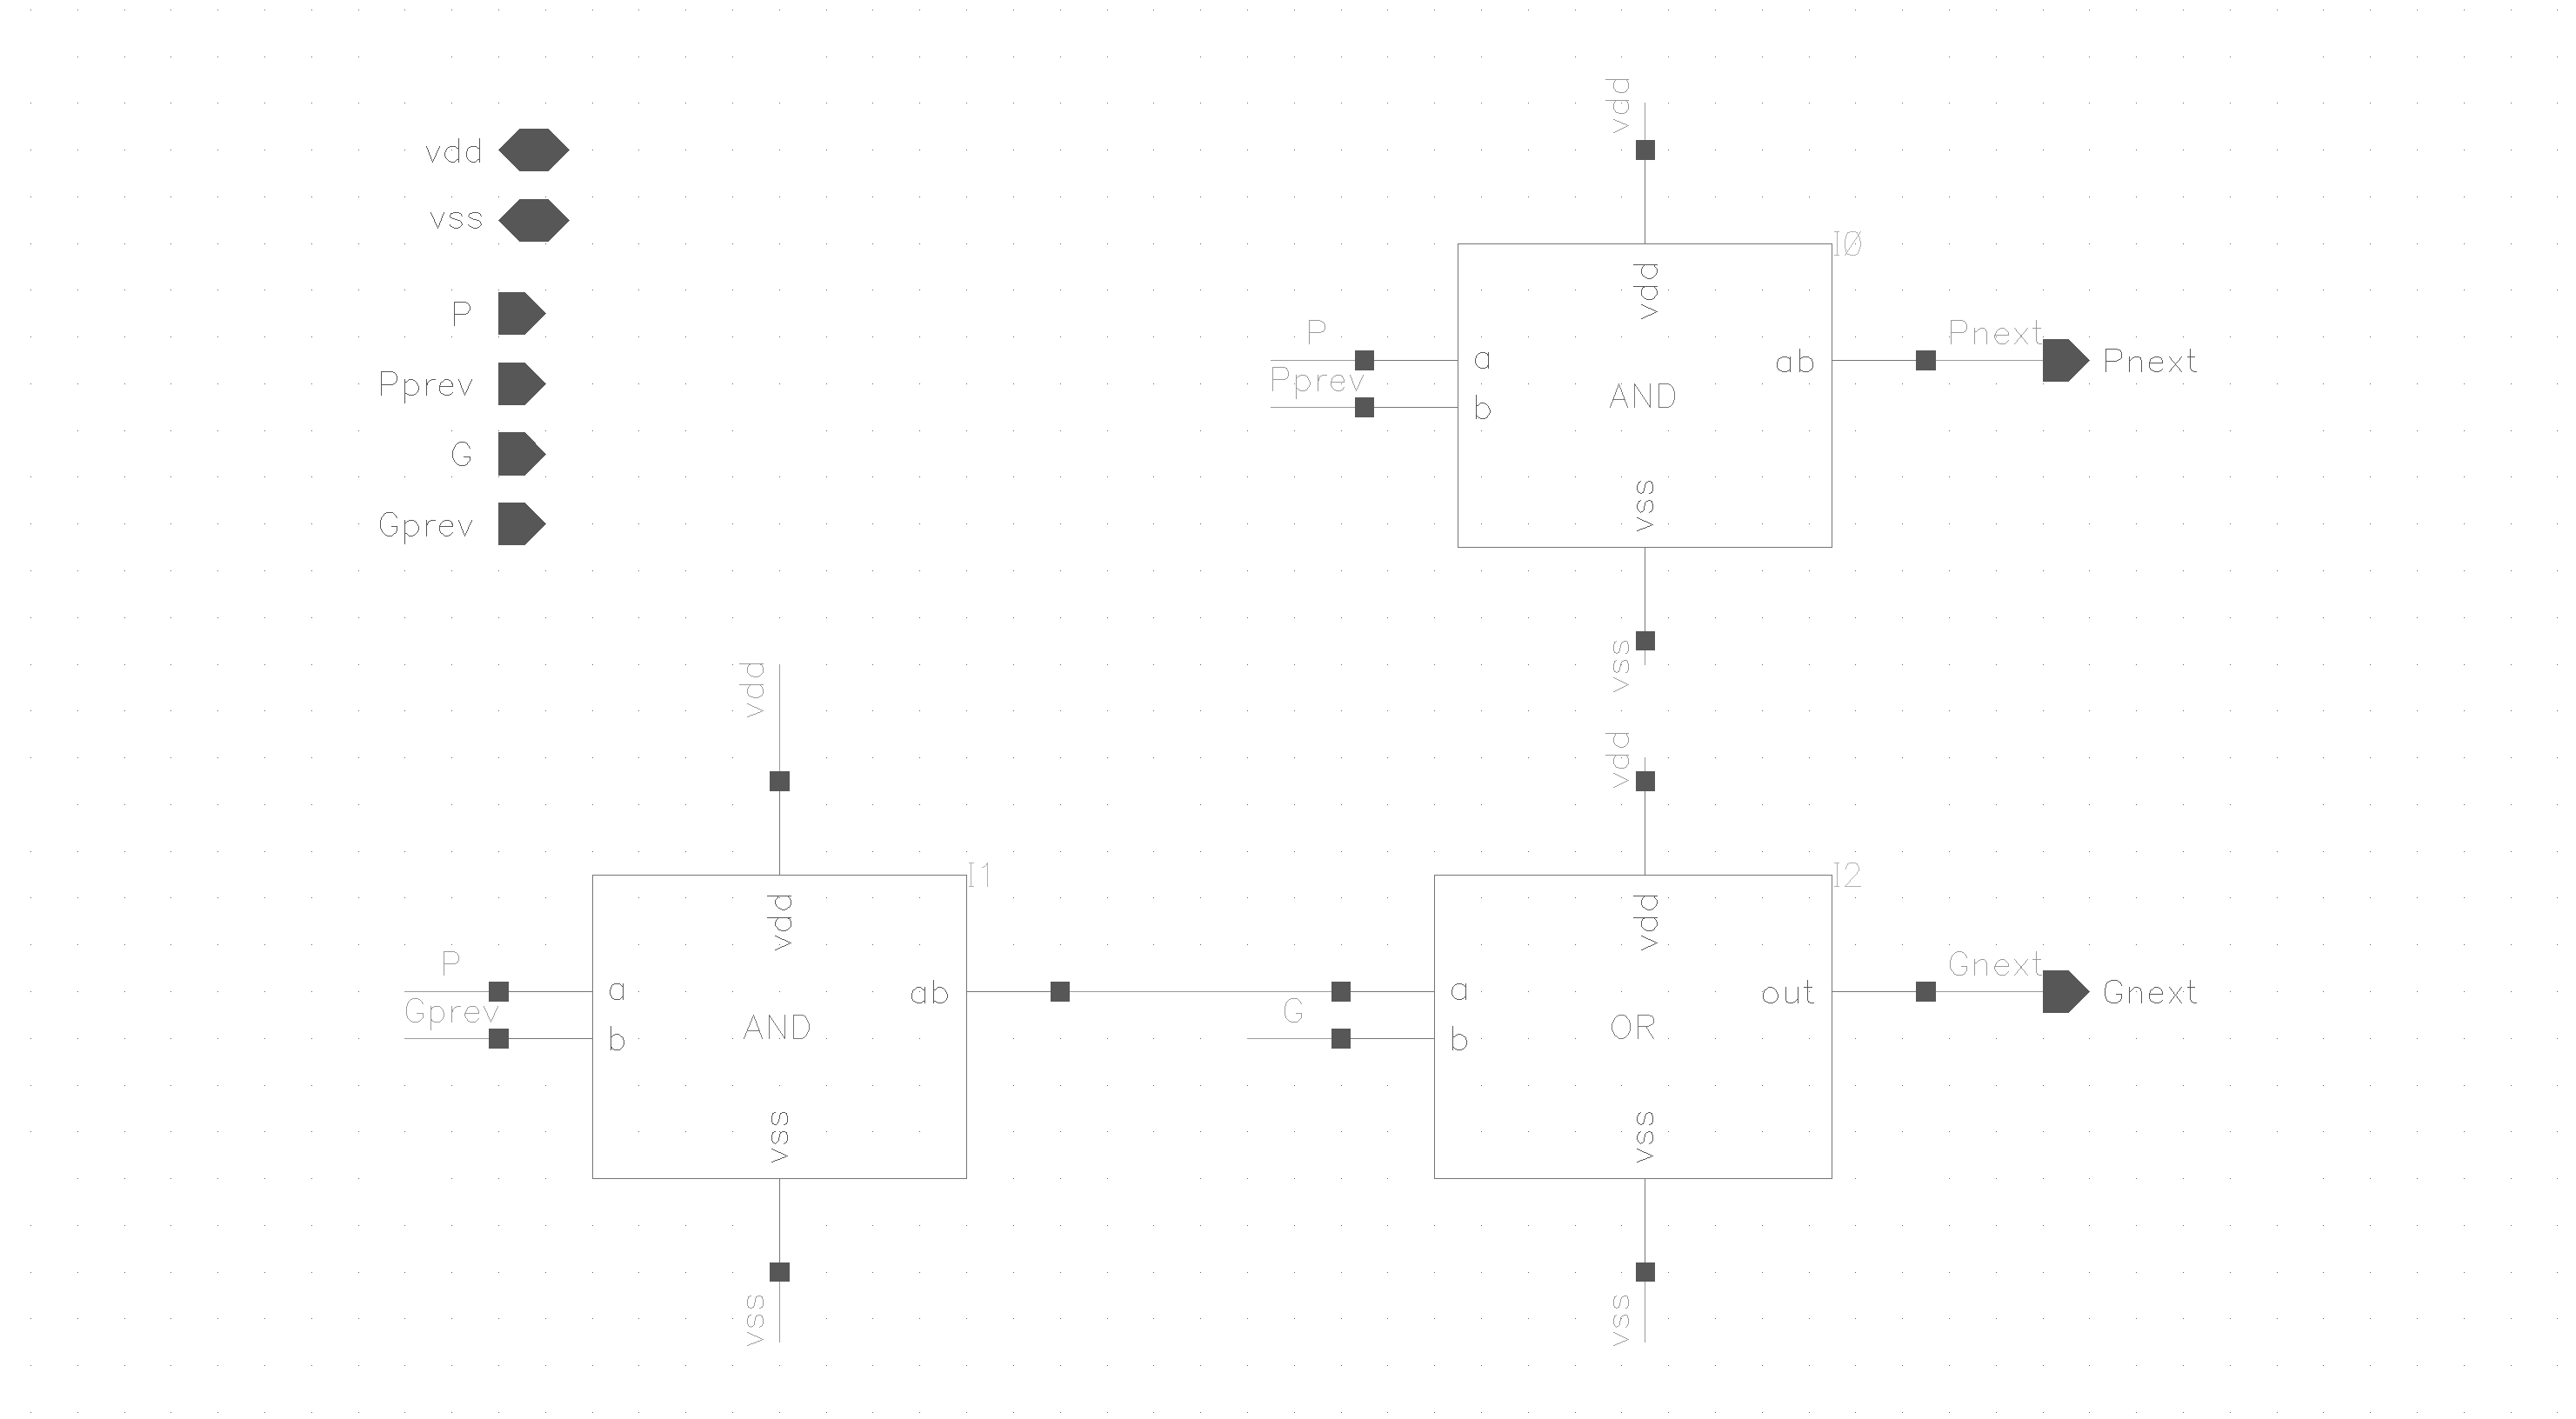 vdd
vss
P
Pprev
G
Gprev
vdd
I0
vdd
P
a
Pprev
b
AND
ab
Pnext
Pnext
vss
vss
vdd
I1
vdd
P
a
Gprev
b
AND
ab
vss
vss
vdd
I2
vdd
a
G
b
OR
out
Gnext
Gnext
vss
vss